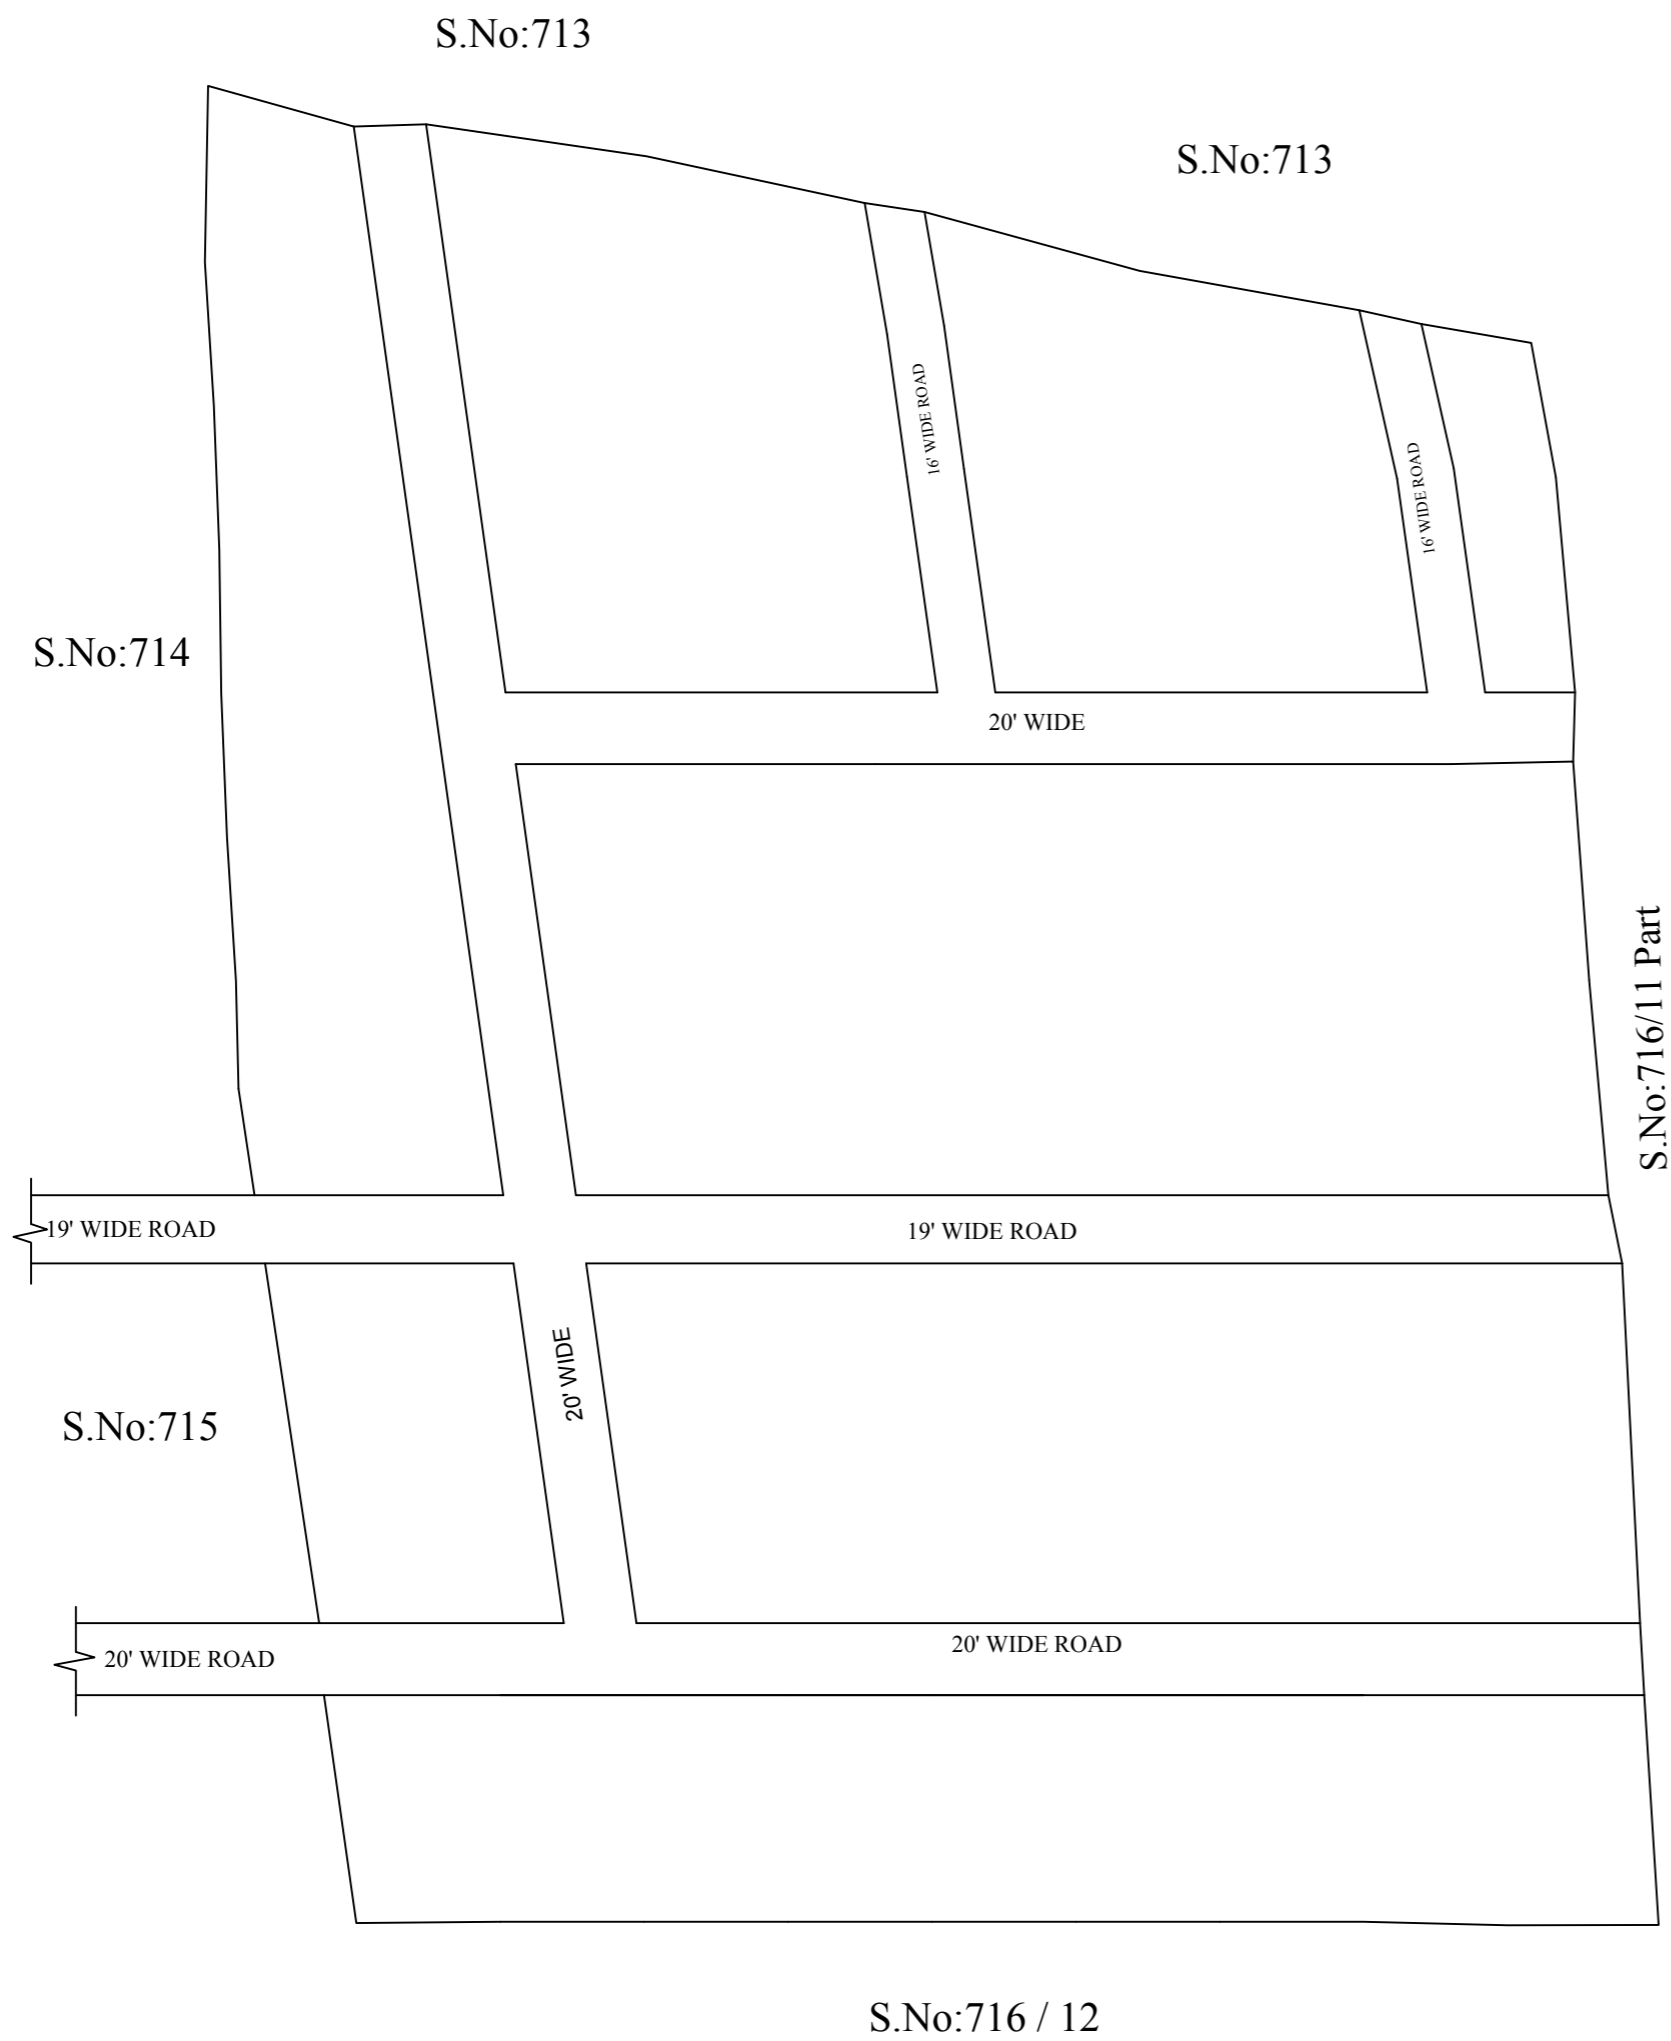 S.No:713
S.No:713
16' WIDE ROAD
16' WIDE ROAD
S.No:714
20' WIDE
S.No:716/11 Part
19' WIDE ROAD
19' WIDE ROAD
20' WIDE
S.No:715
20' WIDE ROAD
20' WIDE ROAD
S.No:716 / 12